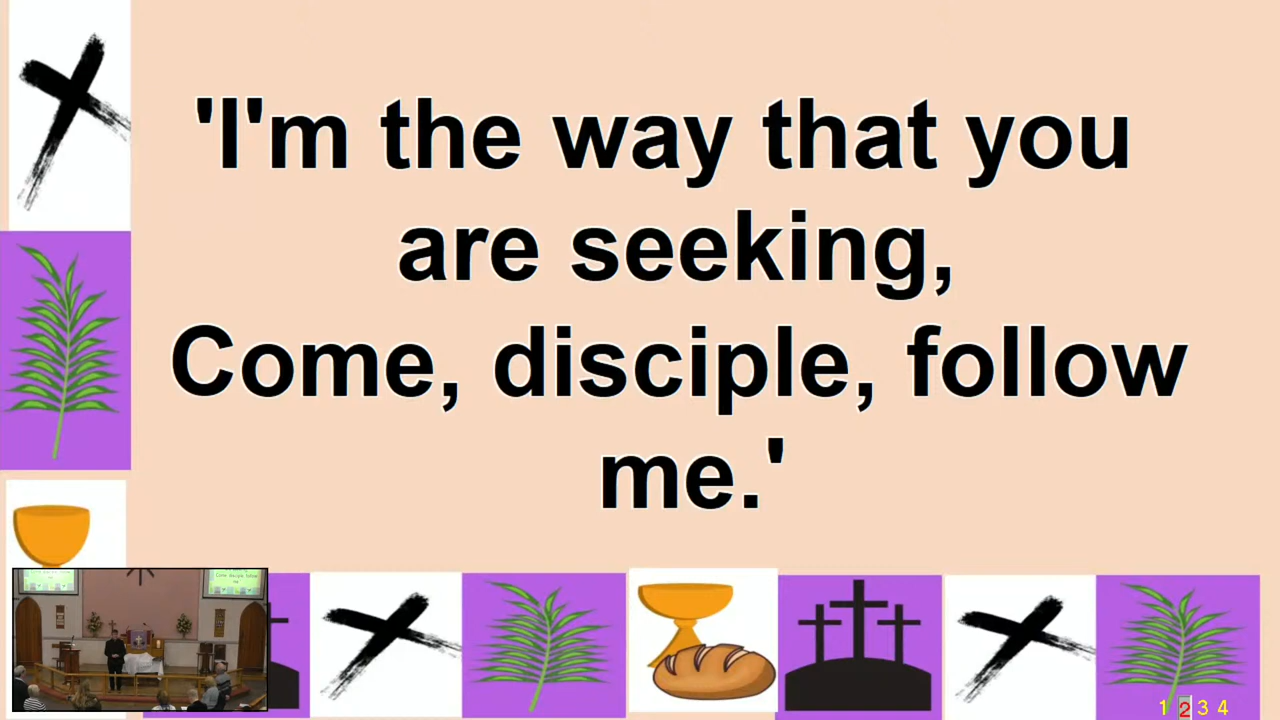 'I'm the way that you
are seeking,
Come, disciple, follow
me.'
1 2 3 4